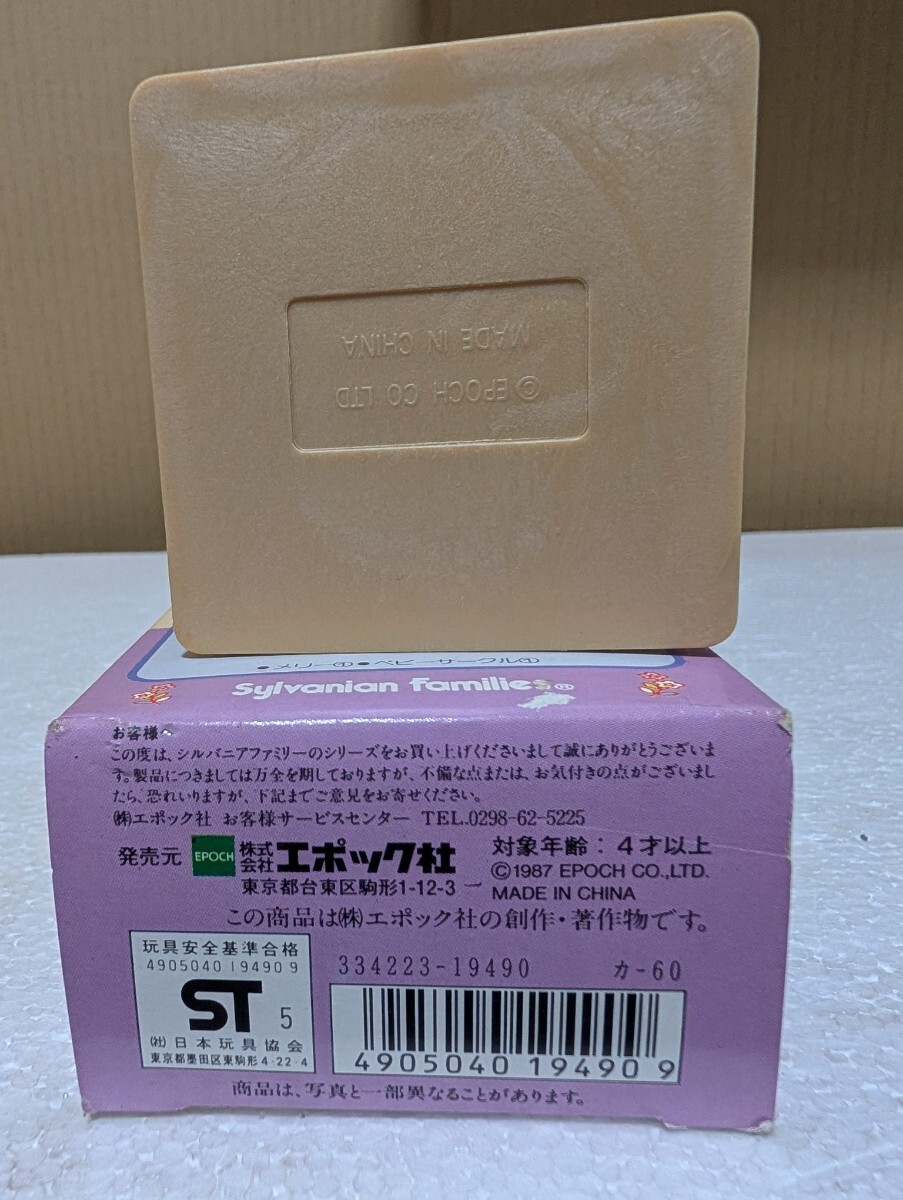 © EPOCH CO LTD
MADE IN CHINA
●メリー① ●ベビーサークル①
Sylvanian Families®
お客様へ
この度は、シルバニアファミリーのシリーズをお買い上げくださいまして誠にありがとうございま
す。製品につきましては万全を期しておりますが、不備な点または、お気付きの点がございまし
たら、恐れいりますが、下記までご意見をお寄せください。
㈱エポック社 お客様サービスセンター TEL.0298-62-5225
発売元 EPOCH 株式会社エポック社
東京都台東区駒形1-12-3
対象年齢：4才以上
©1987 EPOCH CO.,LTD.
MADE IN CHINA
この商品は㈱エポック社の創作・著作物です。
玩具安全基準合格
4905040194909
ST 5
㈳日本玩具協会
東京都墨田区東駒形4-22-4
334223-19490 カ-60
4905040 194909
商品は、写真と一部異なることがあります。